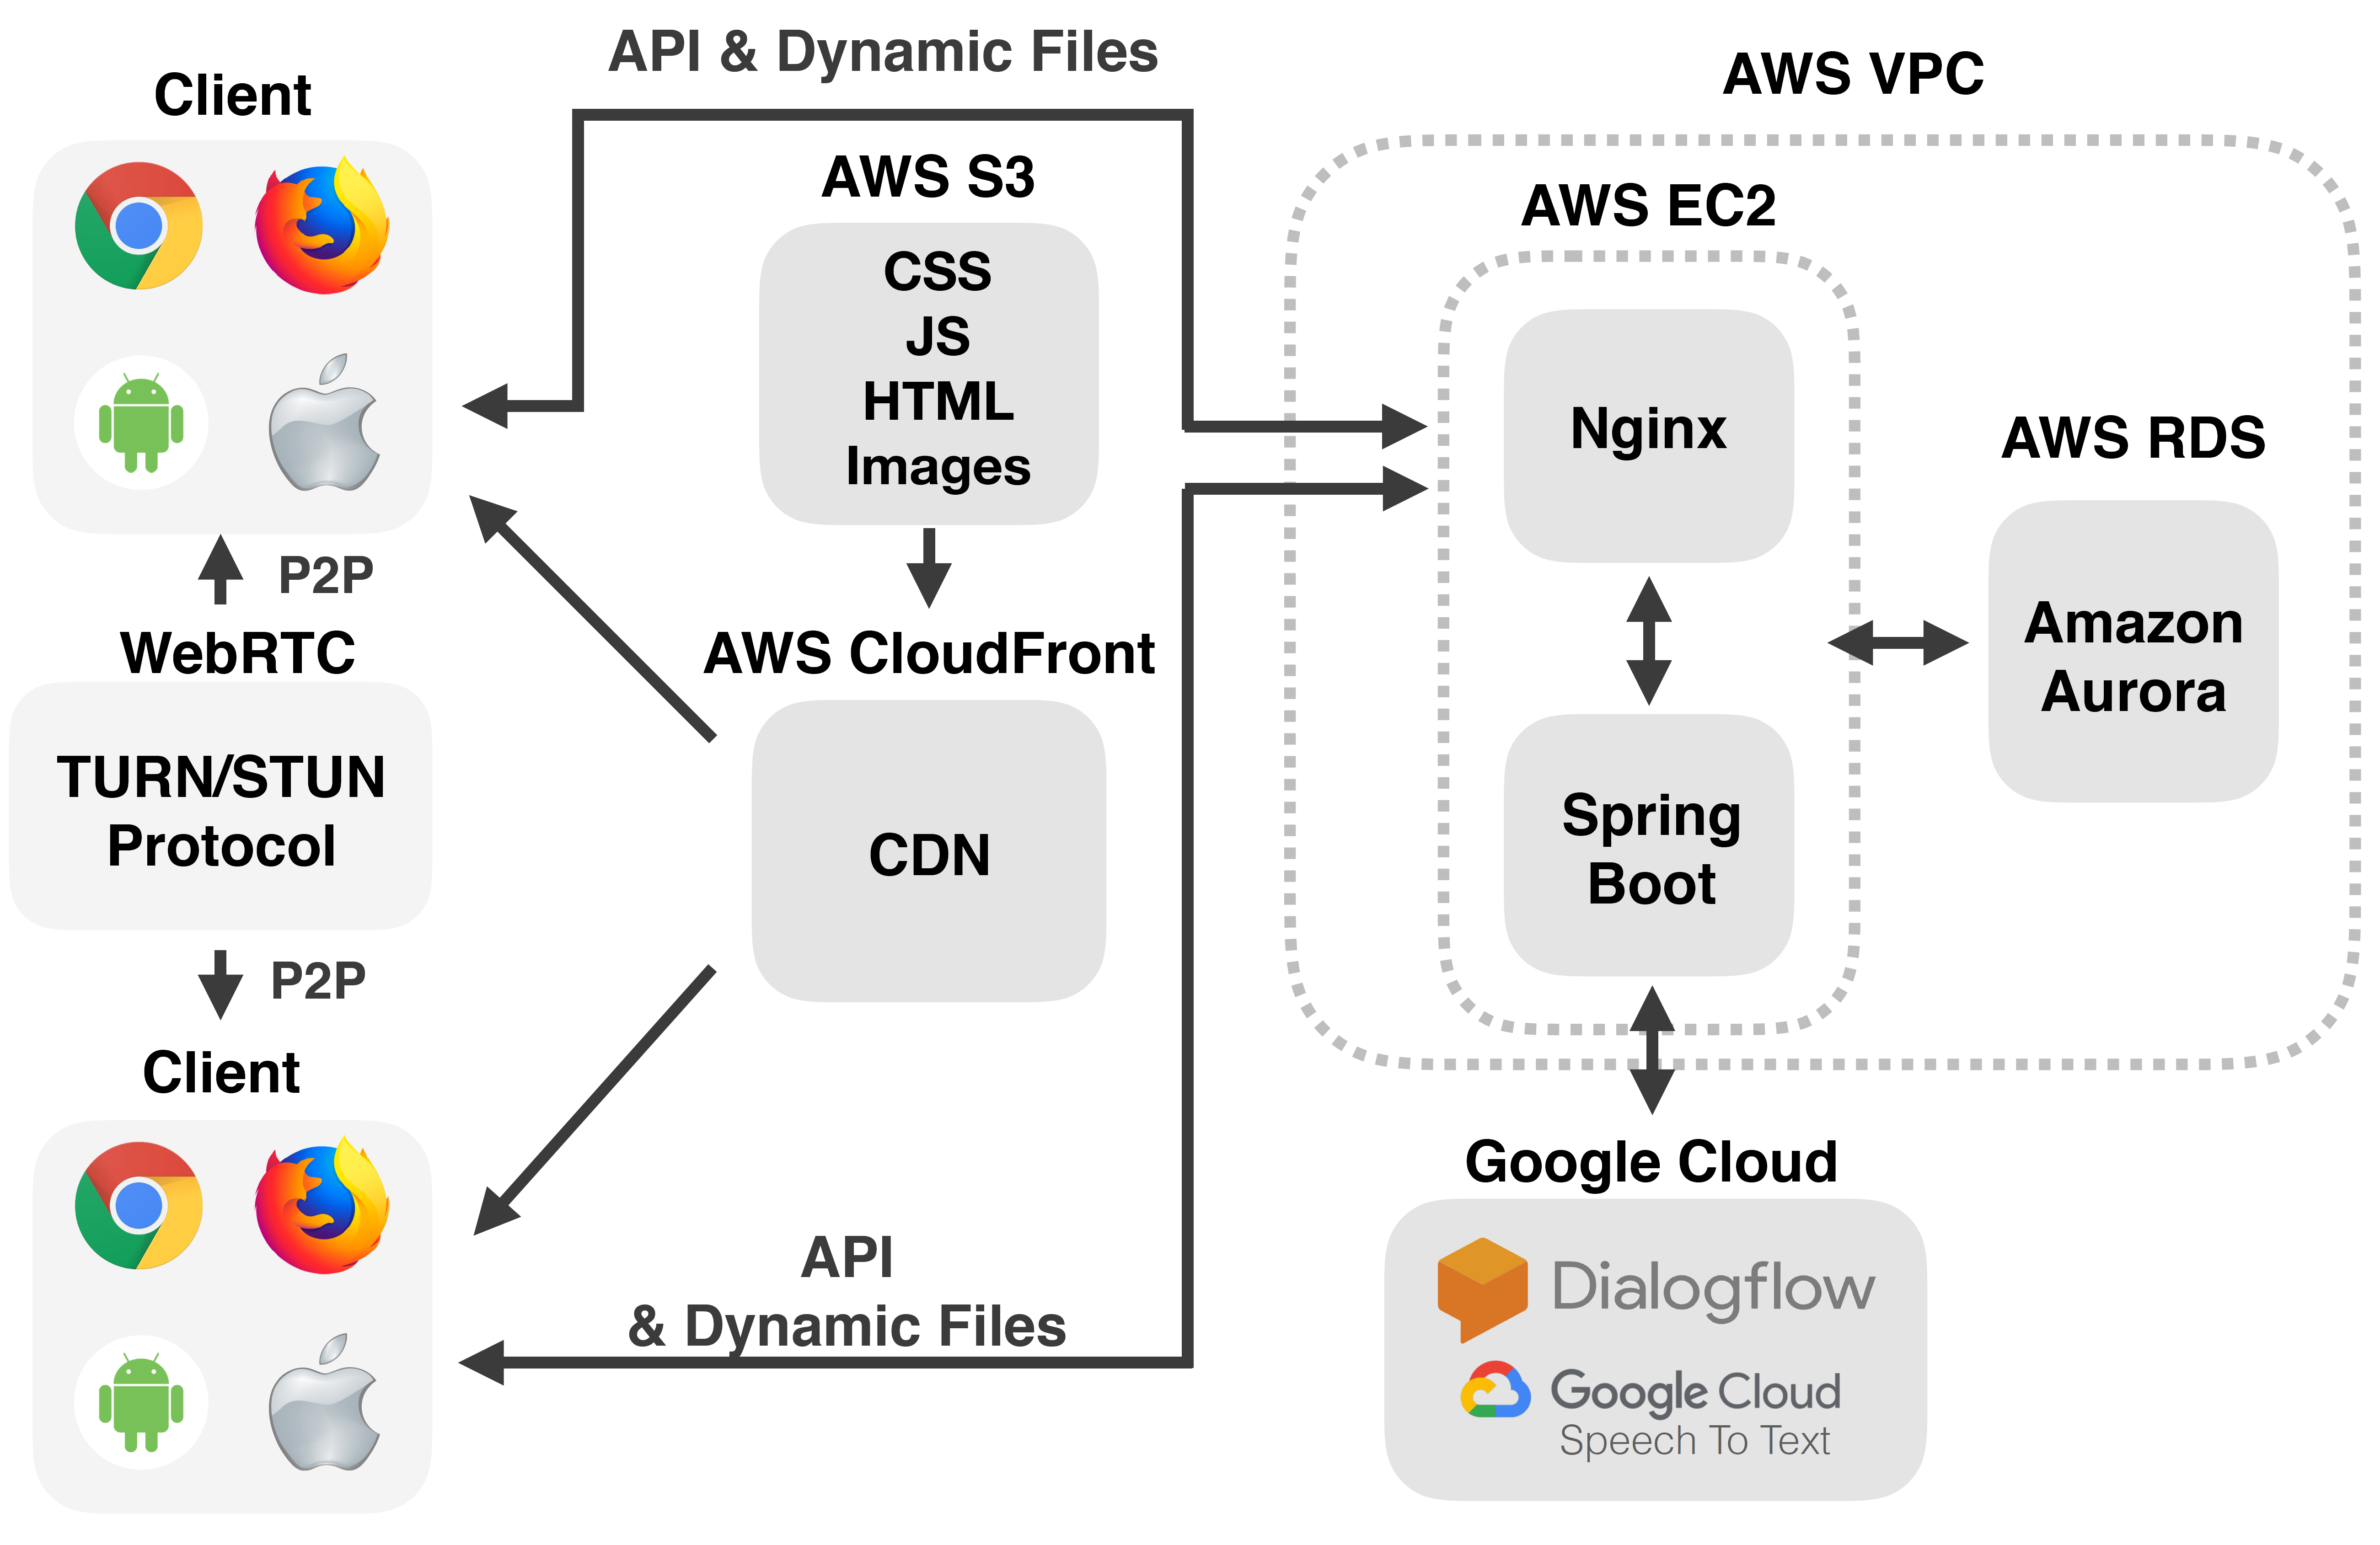 API & Dynamic Files
Client
AWS S3
CSS
JS
HTML
Images
AWS VPC
AWS EC2
Nginx
AWS RDS
Amazon
Aurora
Spring
Boot
P2P
WebRTC
TURN/STUN
Protocol
P2P
AWS CloudFront
CDN
Client
API
& Dynamic Files
Google Cloud
Dialogflow
Google Cloud
Speech To Text